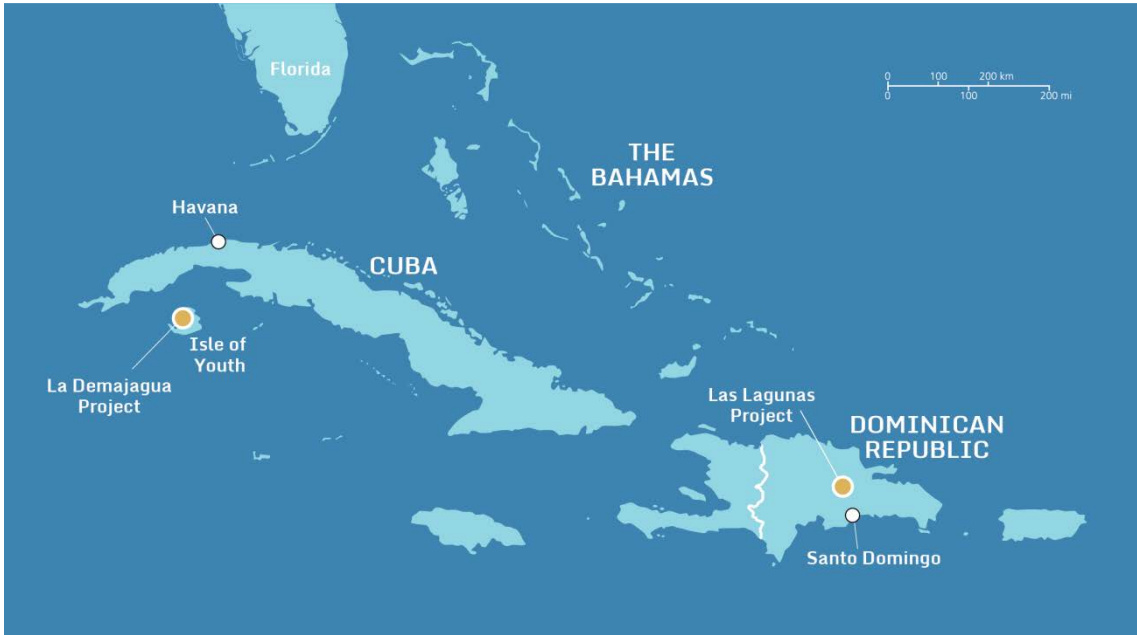 Florida
0 100 200 km
0 100 200 mi
THE
BAHAMAS
Havana
CUBA
Isle of
Youth
La Demajagua
Project
Las Lagunas
Project
DOMINICAN
REPUBLIC
Santo Domingo